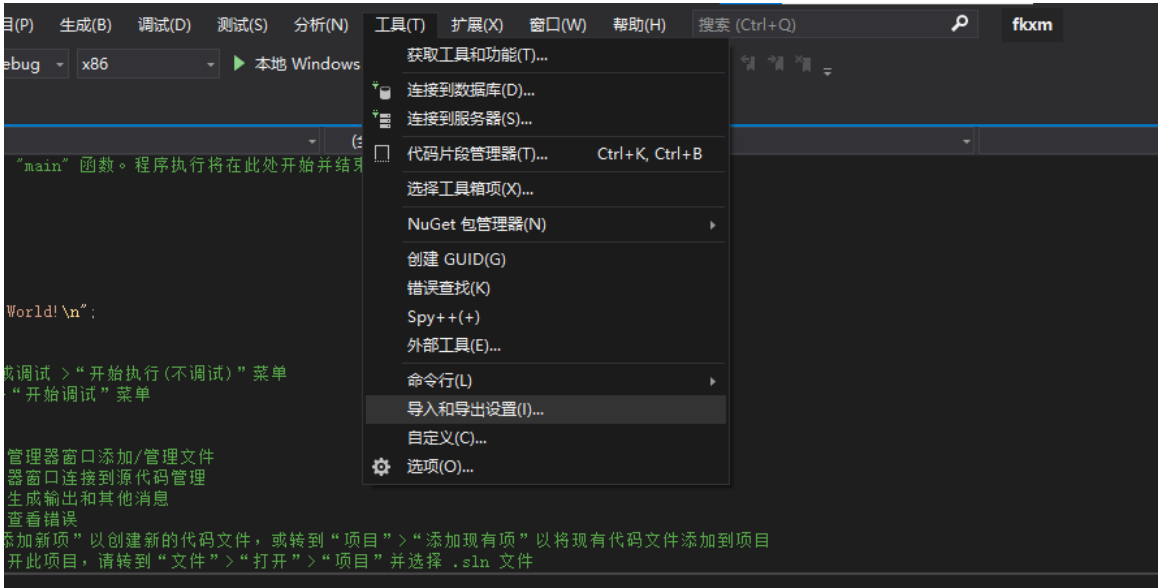 目(P) 生成(B) 调试(D) 测试(S) 分析(N) 工具(T) 扩展(X) 窗口(W) 帮助(H) 搜索 (Ctrl+Q) fkxm
ebug x86 本地 Windows
获取工具和功能(T)...
连接到数据库(D)...
连接到服务器(S)...
代码片段管理器(T)... Ctrl+K, Ctrl+B
选择工具箱项(X)...
NuGet 包管理器(N)
创建 GUID(G)
错误查找(K)
Spy++(+)
外部工具(E)...
命令行(L)
导入和导出设置(I)...
自定义(C)...
选项(O)...
"main" 函数。程序执行将在此处开始并结束
World!\n";
或调试 >“开始执行(不调试)”菜单
“开始调试”菜单
管理器窗口添加/管理文件
器窗口连接到源代码管理
生成输出和其他消息
查看错误
添加新项”以创建新的代码文件，或转到“项目”>“添加现有项”以将现有代码文件添加到项目
开此项目，请转到“文件”>“打开”>“项目”并选择 .sln 文件